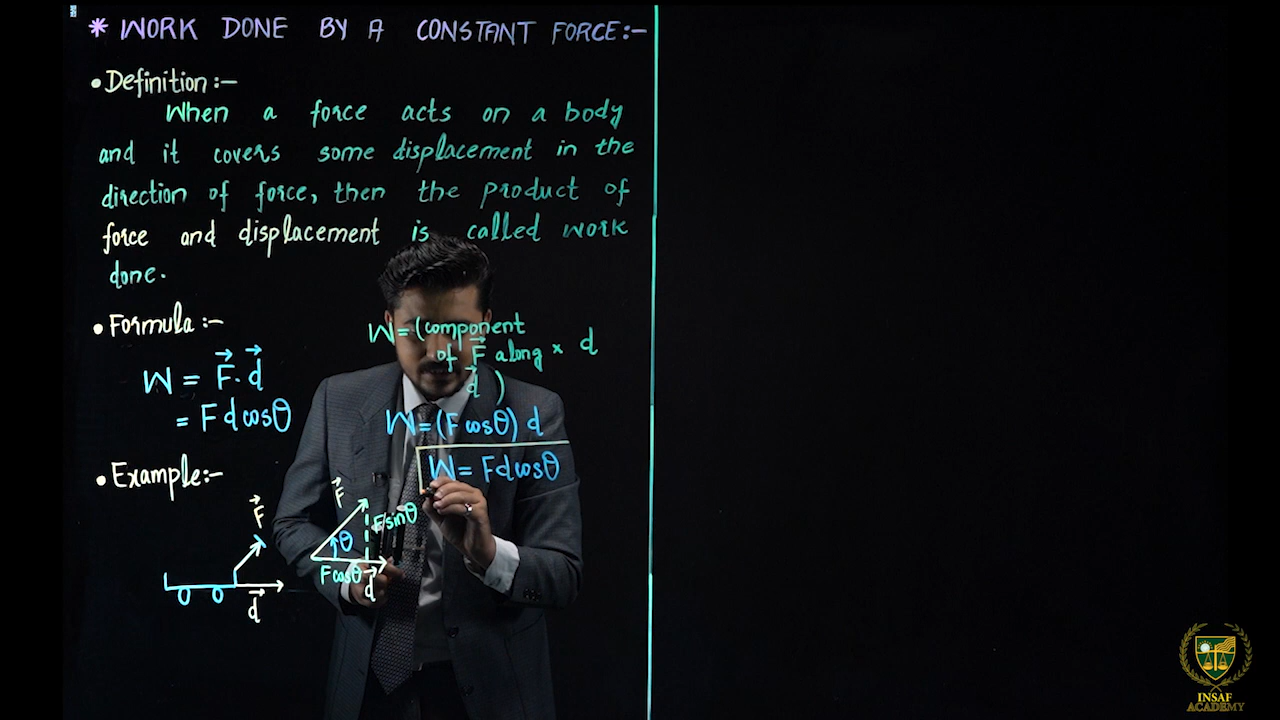 * WORK DONE BY A CONSTANT FORCE:-
• Definition:-
When a force acts on a body
and it covers some displacement in the
direction of force, then the product of
force and displacement is called work
done.
• Formula:-
W = F⃗. d⃗
= F d cosθ
W = (component
of F⃗ along × d
d⃗ )
W = (F cosθ) d
W = Fd cosθ
• Example:-
F⃗
d⃗
F⃗
θ
F sinθ
F cosθ
d⃗
INSAF
ACADEMY